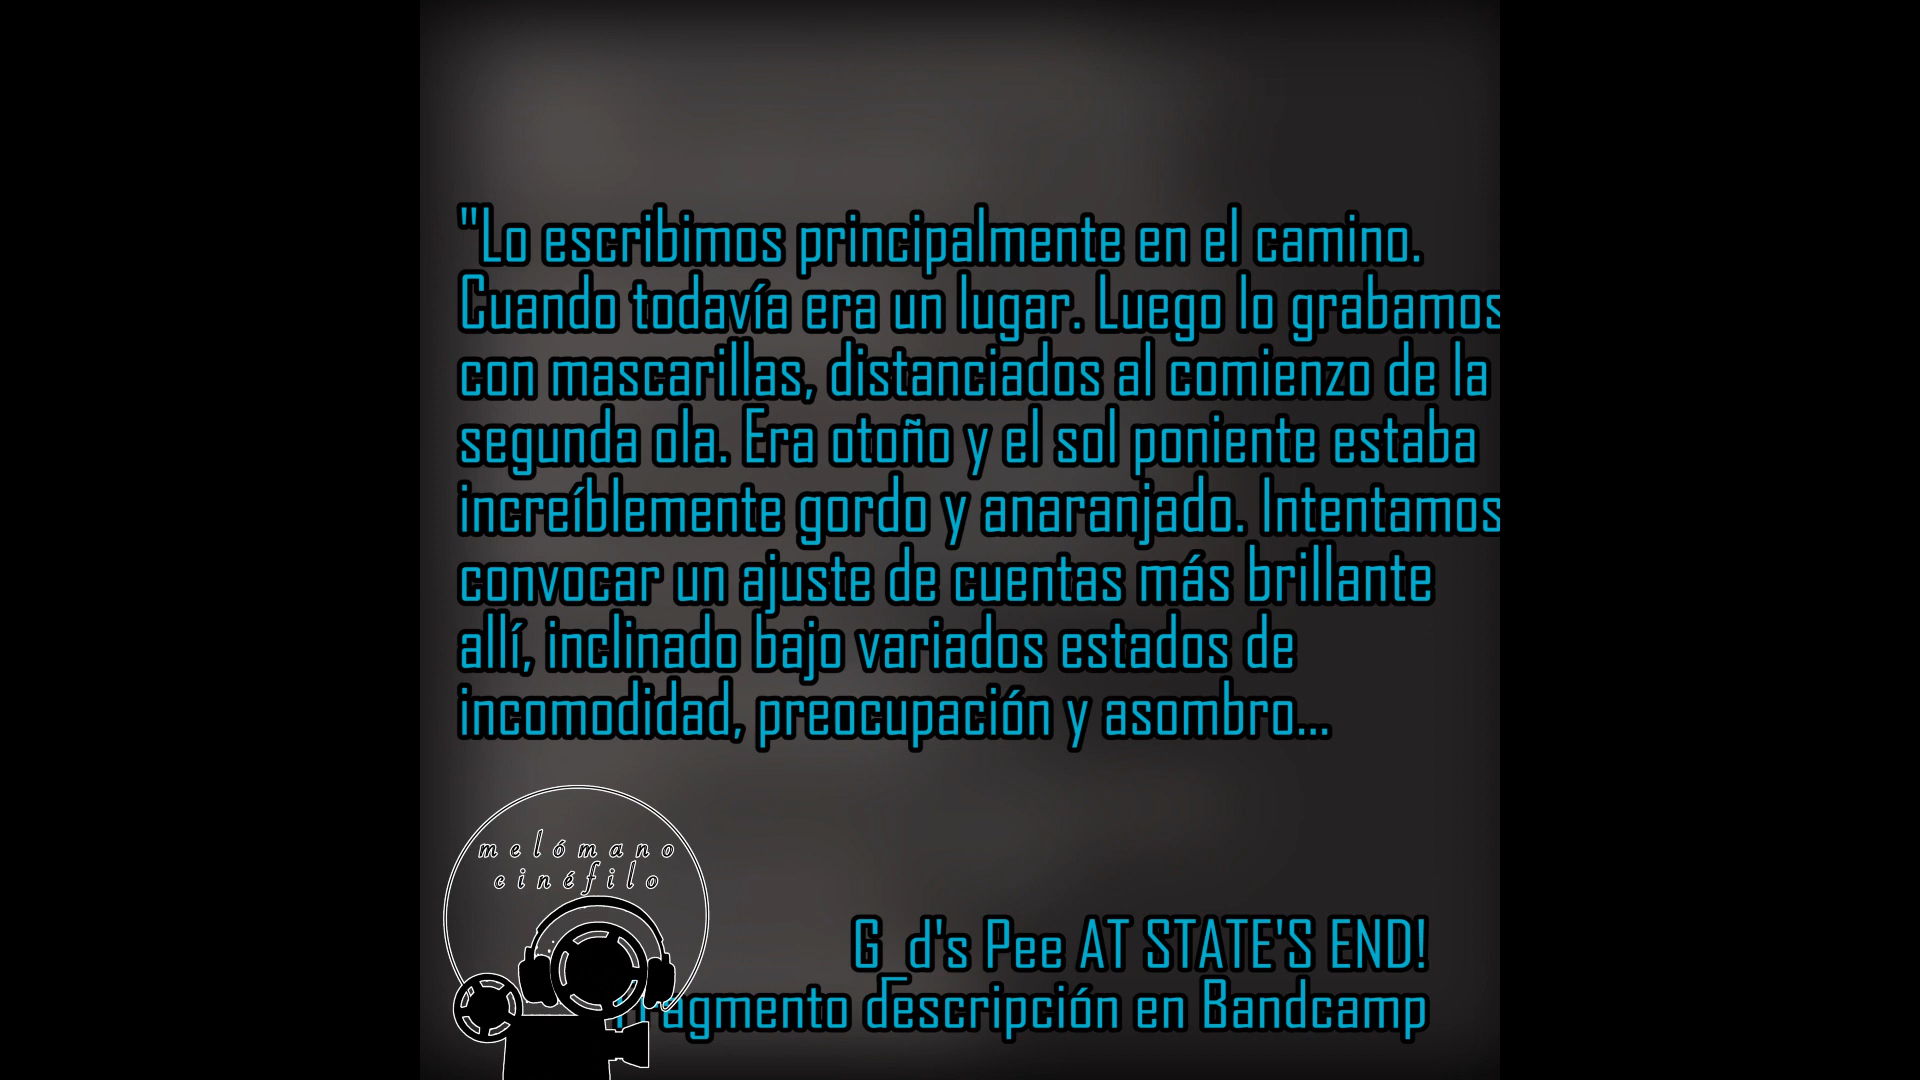 "Lo escribimos principalmente en el camino.
Cuando todavía era un lugar. Luego lo grabamos
con mascarillas, distanciados al comienzo de la
segunda ola. Era otoño y el sol poniente estaba
increíblemente gordo y anaranjado. Intentamos
convocar un ajuste de cuentas más brillante
allí, inclinado bajo variados estados de
incomodidad, preocupación y asombro...
melómano
cinéfilo
G_d's Pee AT STATE'S END!
fragmento descripción en Bandcamp